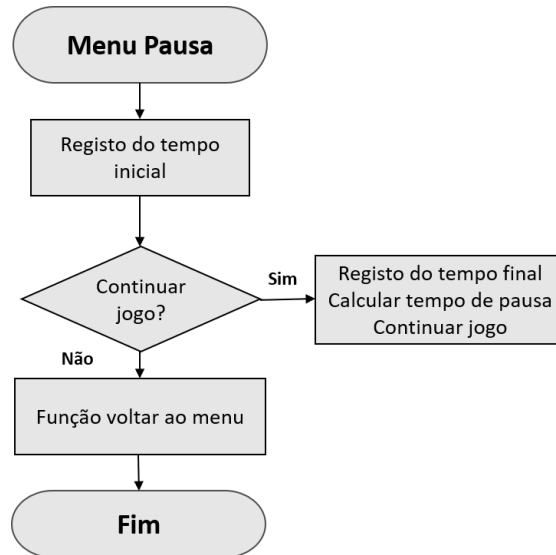 Menu Pausa
Registo do tempo
inicial
Continuar
jogo?
Sim
Registo do tempo final
Calcular tempo de pausa
Continuar jogo
Não
Função voltar ao menu
Fim